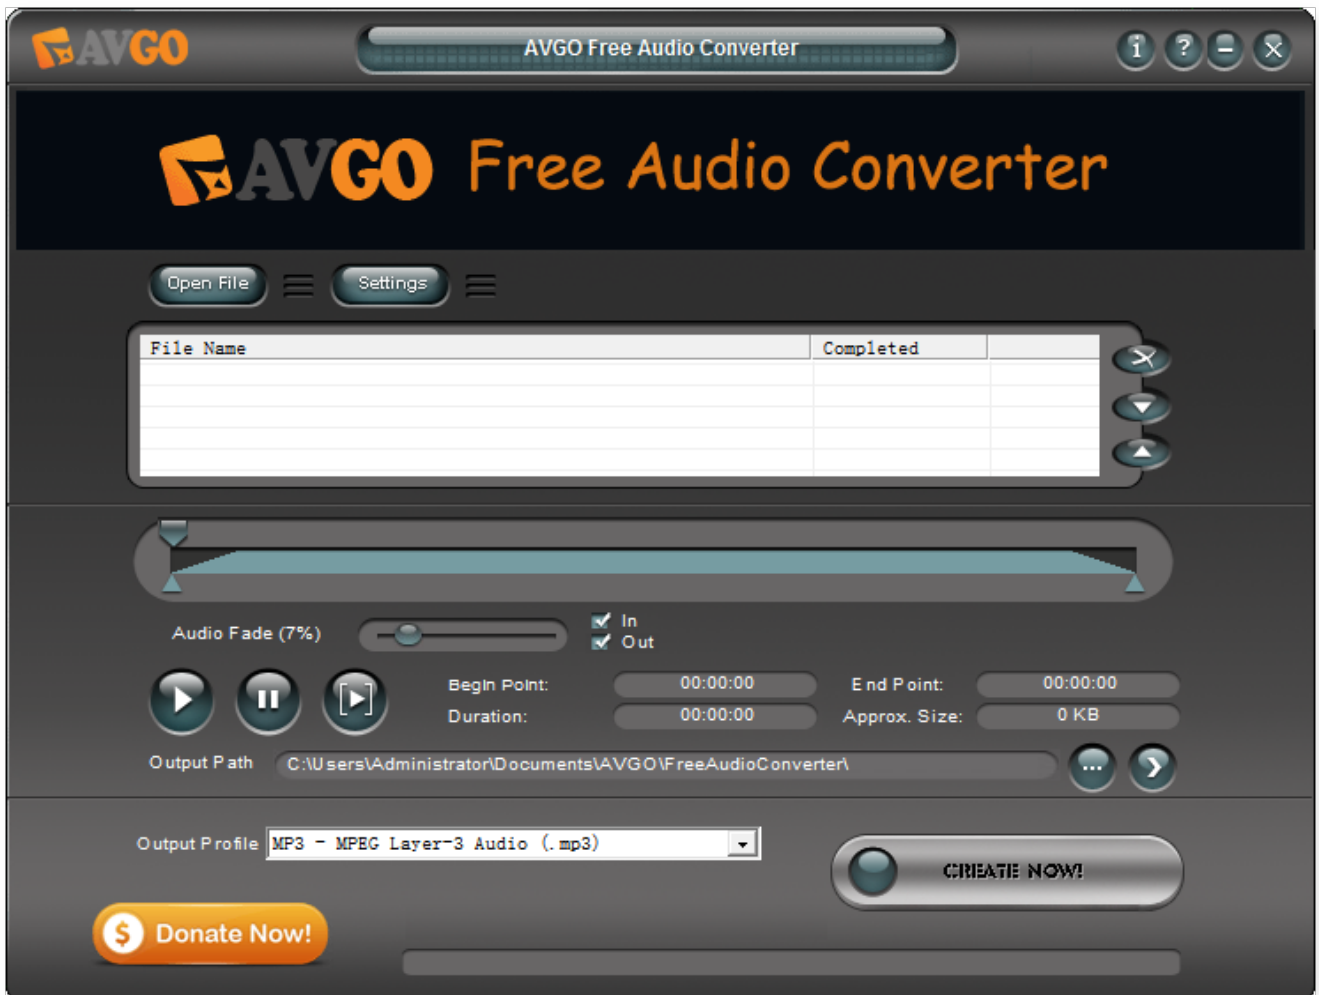 AVGO
AVGO Free Audio Converter
AVGO Free Audio Converter
Open File
Settings
File Name
Completed
Audio Fade (7%)
In
Out
Begin Point:
00:00:00
End Point:
00:00:00
Duration:
00:00:00
Approx. Size:
0 KB
Output Path
C:\Users\Administrator\Documents\AVGO\FreeAudioConverter\
Output Profile
MP3 - MPEG Layer-3 Audio (.mp3)
CREATE NOW!
$ Donate Now!